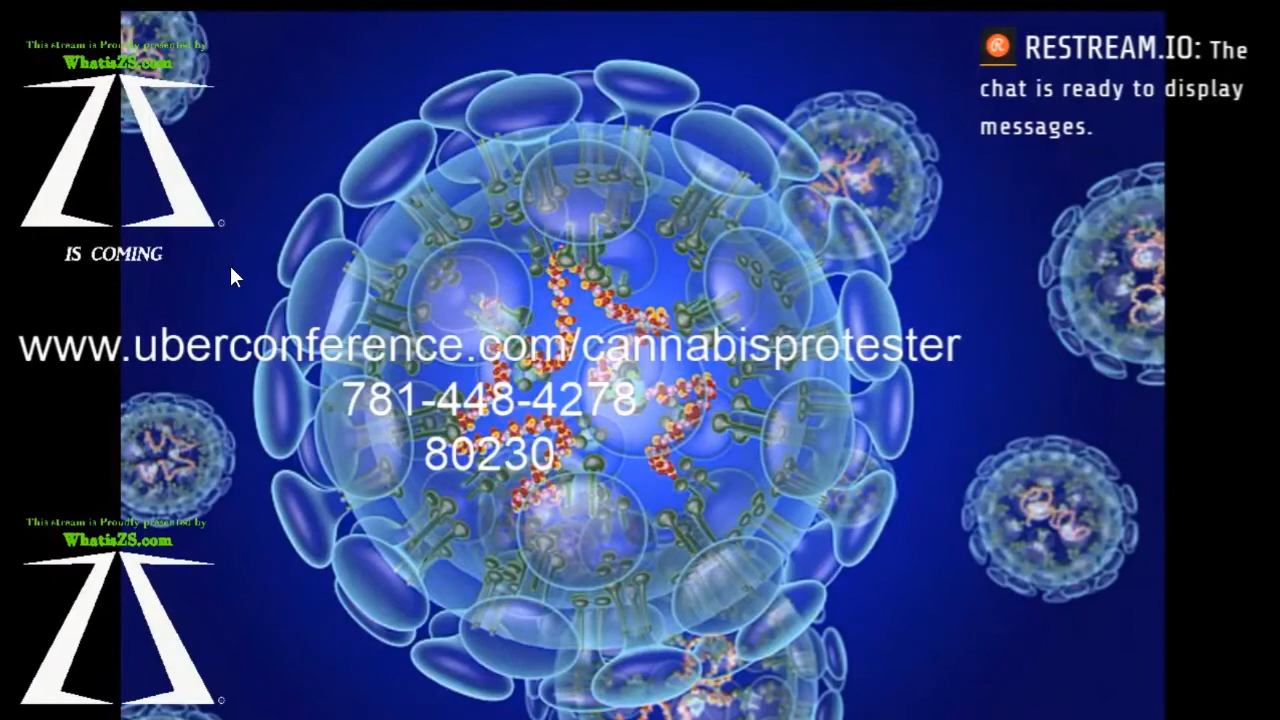 This stream is Proudly presented by
WhatisZS.com
IS COMING
RESTREAM.IO: The
chat is ready to display
messages.
www.uberconference.com/cannabisprotester
781-448-4278
80230
This stream is Proudly presented by
WhatisZS.com